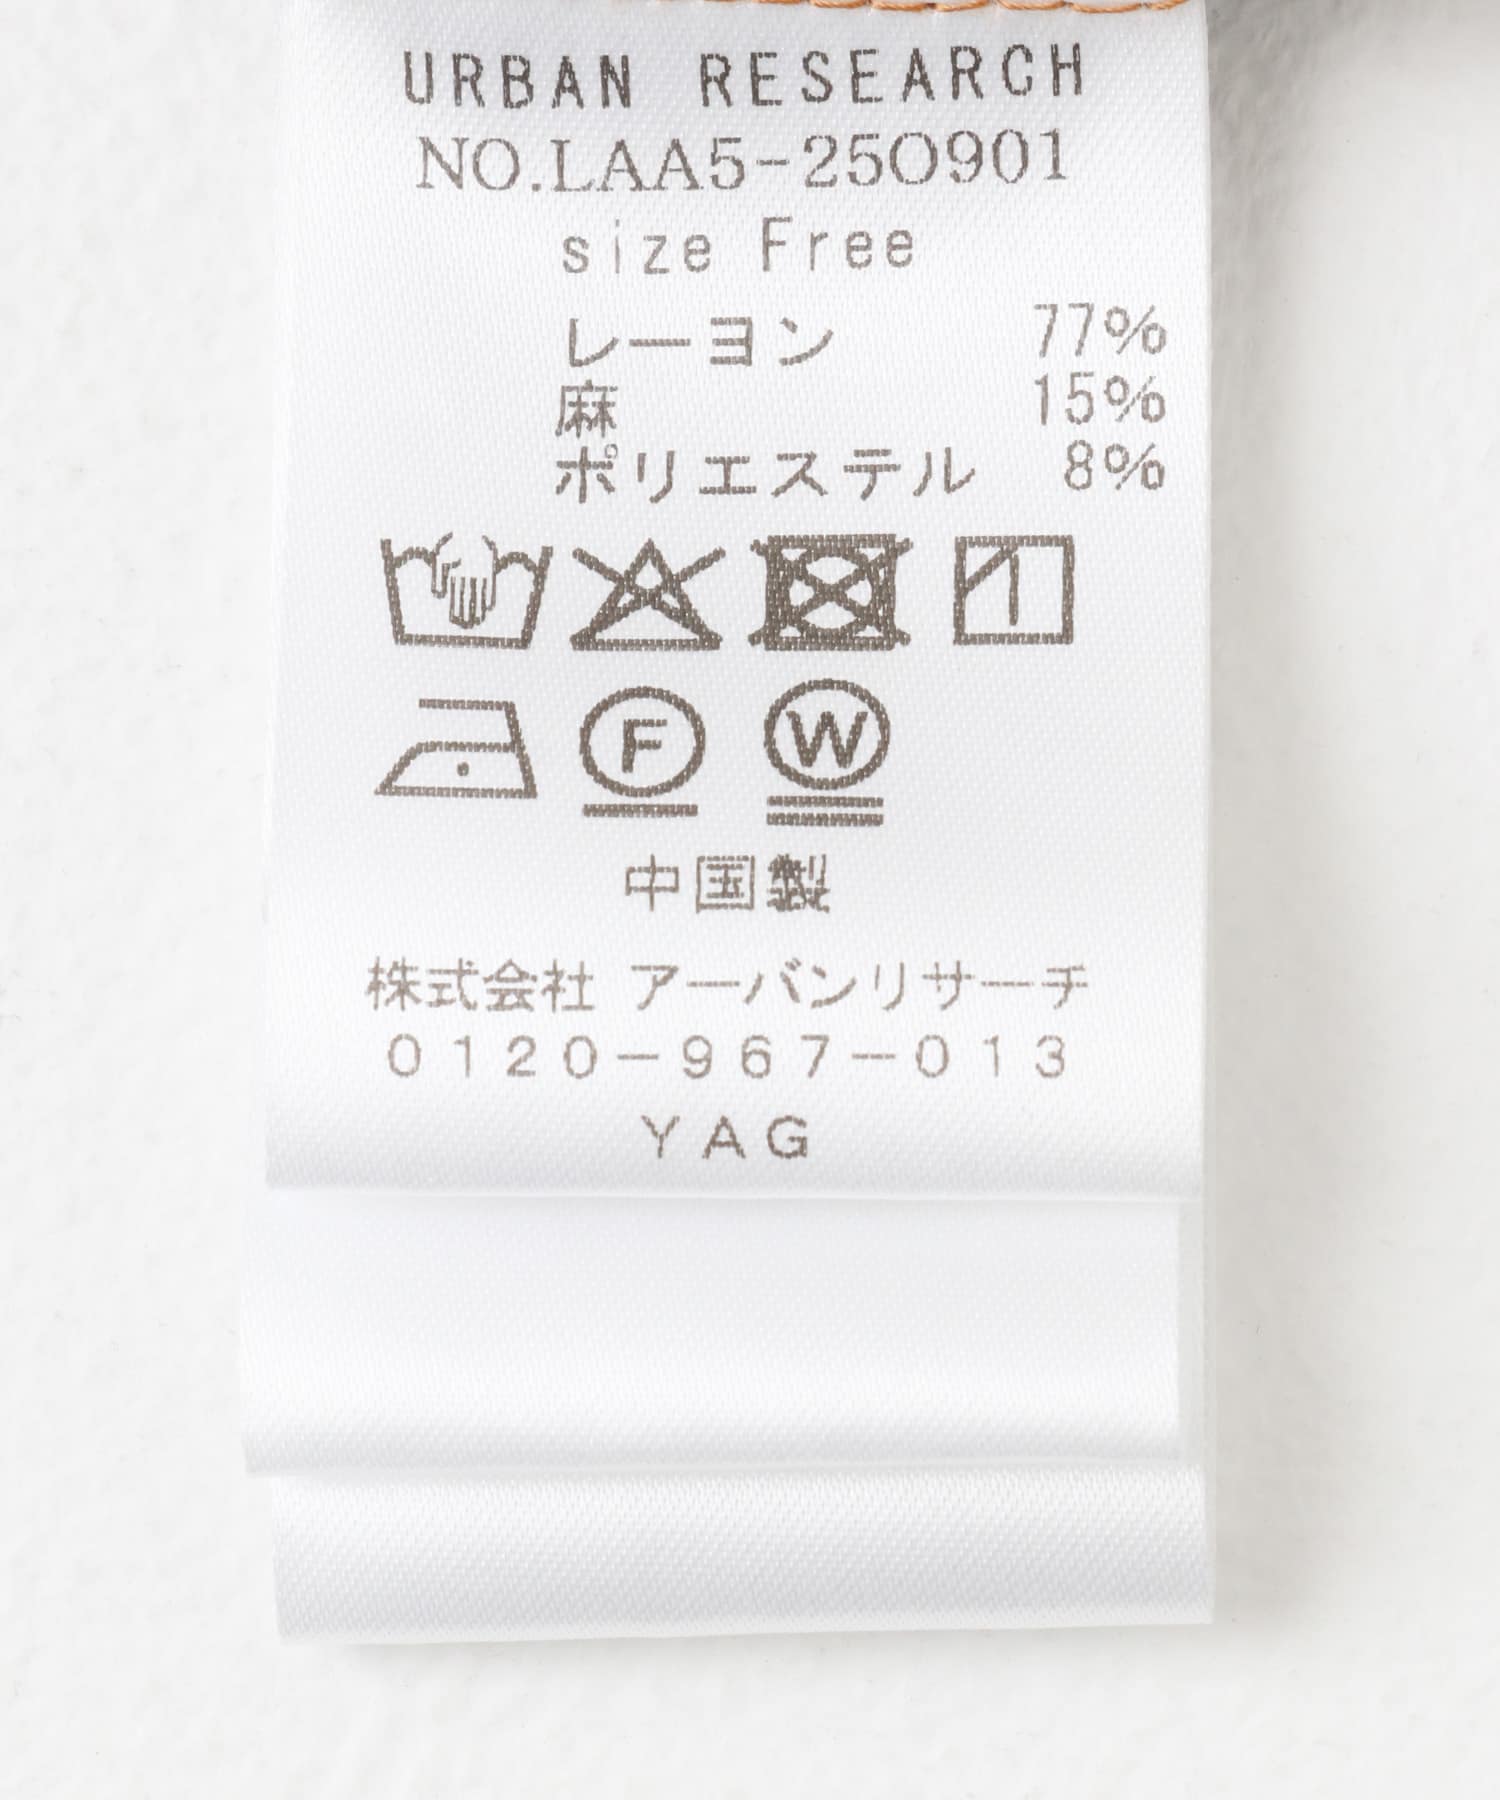 URBAN RESEARCH
NO.LAA5-25O901
size Free
レーヨン 77%
麻 15%
ポリエステル 8%
F W
中国製
株式会社 アーバンリサーチ
0120-967-013
YAG